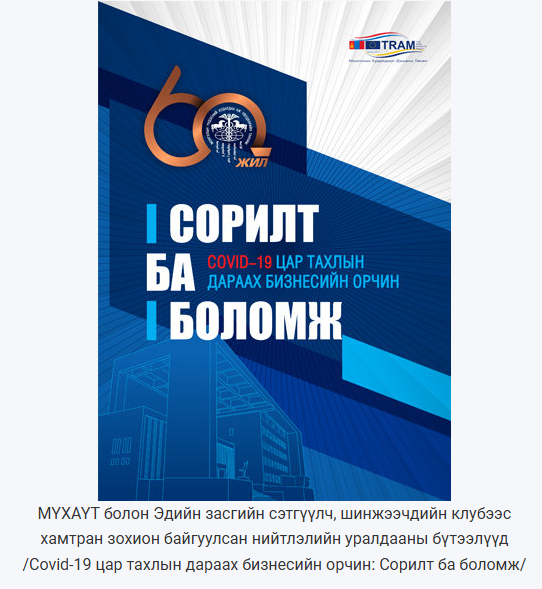 TRAM
60
ЖИЛ
СОРИЛТ
БА
COVID-19 ЦАР ТАХЛЫН
ДАРААХ БИЗНЕСИЙН ОРЧИН
БОЛОМЖ
МҮХАҮТ болон Эдийн засгийн сэтгүүлч, шинжээчдийн клубээс
хамтран зохион байгуулсан нийтлэлийн уралдааны бүтээлүүд
/Covid-19 цар тахлын дараах бизнесийн орчин: Сорилт ба боломж/